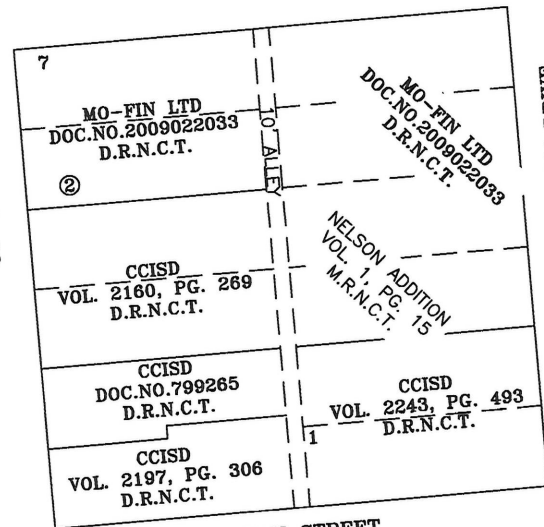 7
MO-FIN LTD
DOC.NO.2009022033
D.R.N.C.T.
②
10' ALLEY
MO-FIN LTD
DOC.NO.2009022033
D.R.N.C.T.
NELSON ADDITION
VOL. 1, PG. 15
M.R.N.C.T.
CCISD
VOL. 2160, PG. 269
D.R.N.C.T.
CCISD
DOC.NO.799265
D.R.N.C.T.
CCISD
VOL. 2243, PG. 493
D.R.N.C.T.
1
CCISD
VOL. 2197, PG. 306
D.R.N.C.T.
STREET